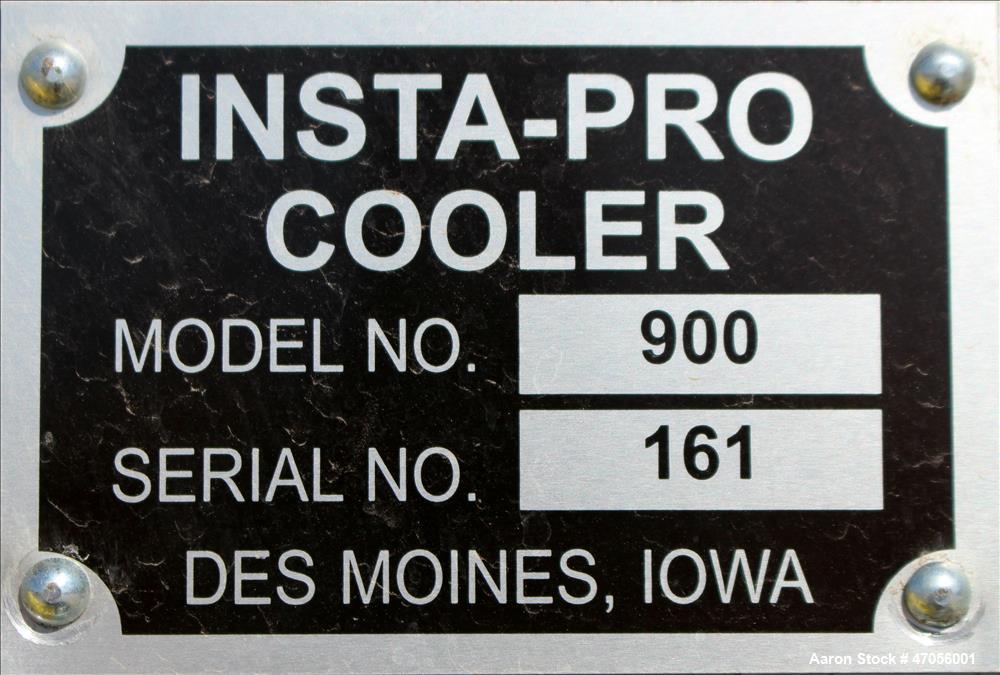 INSTA-PRO
COOLER
MODEL NO. 900
SERIAL NO. 161
DES MOINES, IOWA
Aaron Stock # 47056001